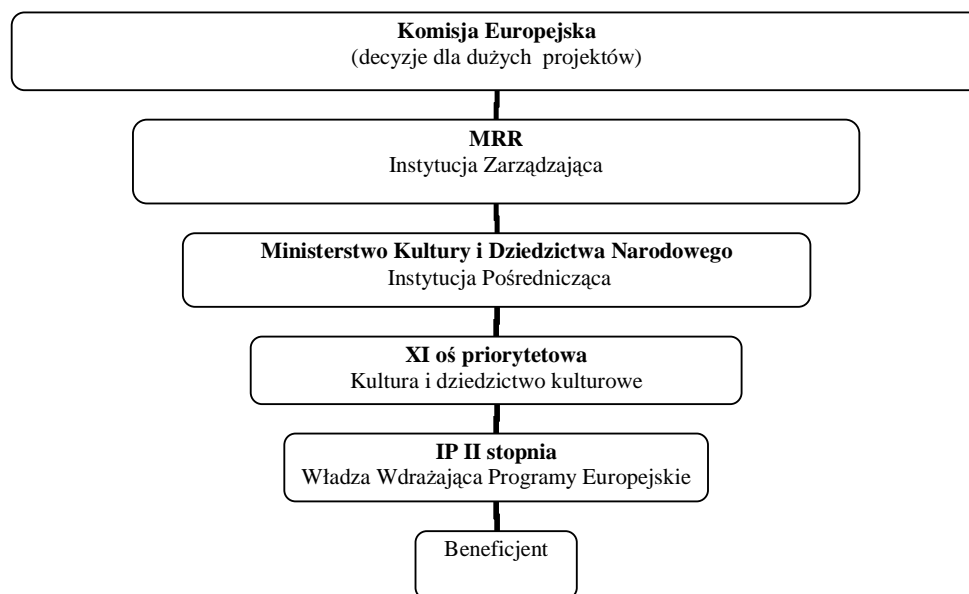 Komisja Europejska
(decyzje dla dużych projektów)
MRR
Instytucja Zarządzająca
Ministerstwo Kultury i Dziedzictwa Narodowego
Instytucja Pośrednicząca
XI oś priorytetowa
Kultura i dziedzictwo kulturowe
IP II stopnia
Władza Wdrażająca Programy Europejskie
Beneficjent